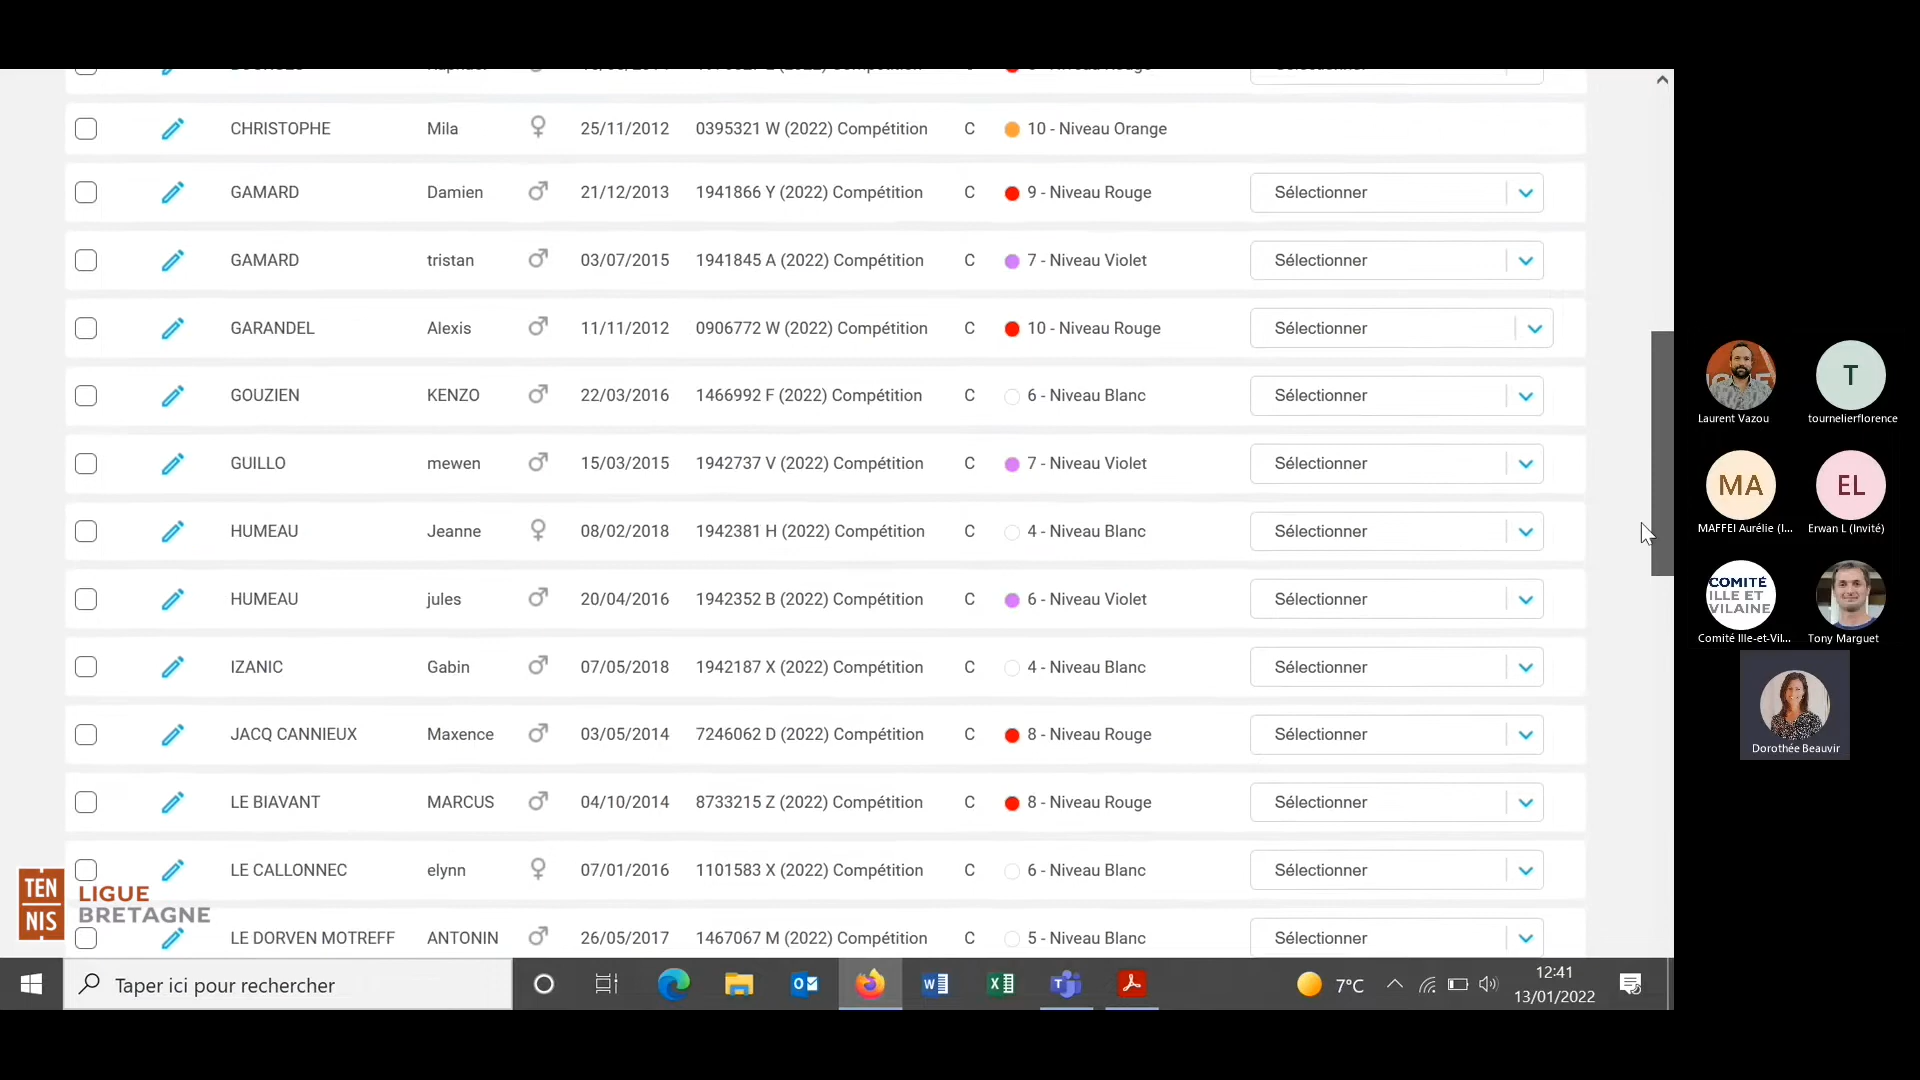 CHRISTOPHE Mila 25/11/2012 0395321 W (2022) Compétition C 10 - Niveau Orange
GAMARD Damien 21/12/2013 1941866 Y (2022) Compétition C 9 - Niveau Rouge Sélectionner
GAMARD tristan 03/07/2015 1941845 A (2022) Compétition C 7 - Niveau Violet Sélectionner
GARANDEL Alexis 11/11/2012 0906772 W (2022) Compétition C 10 - Niveau Rouge Sélectionner
GOUZIEN KENZO 22/03/2016 1466992 F (2022) Compétition C 6 - Niveau Blanc Sélectionner
GUILLO mewen 15/03/2015 1942737 V (2022) Compétition C 7 - Niveau Violet Sélectionner
HUMEAU Jeanne 08/02/2018 1942381 H (2022) Compétition C 4 - Niveau Blanc Sélectionner
HUMEAU jules 20/04/2016 1942352 B (2022) Compétition C 6 - Niveau Violet Sélectionner
IZANIC Gabin 07/05/2018 1942187 X (2022) Compétition C 4 - Niveau Blanc Sélectionner
JACQ CANNIEUX Maxence 03/05/2014 7246062 D (2022) Compétition C 8 - Niveau Rouge Sélectionner
LE BIAVANT MARCUS 04/10/2014 8733215 Z (2022) Compétition C 8 - Niveau Rouge Sélectionner
LE CALLONNEC elynn 07/01/2016 1101583 X (2022) Compétition C 6 - Niveau Blanc Sélectionner
LE DORVEN MOTREFF ANTONIN 26/05/2017 1467067 M (2022) Compétition C 5 - Niveau Blanc Sélectionner
TEN
NIS
LIGUE
BRETAGNE
Taper ici pour rechercher
7°C
12:41
13/01/2022
Laurent Vazou
T
tournelierflorence
MA
MAFFEI Aurélie (I...
EL
Erwan L (Invité)
COMITÉ
ILLE ET
VILAINE
Comité Ille-et-Vil...
Tony Marguet
Dorothée Beauvir